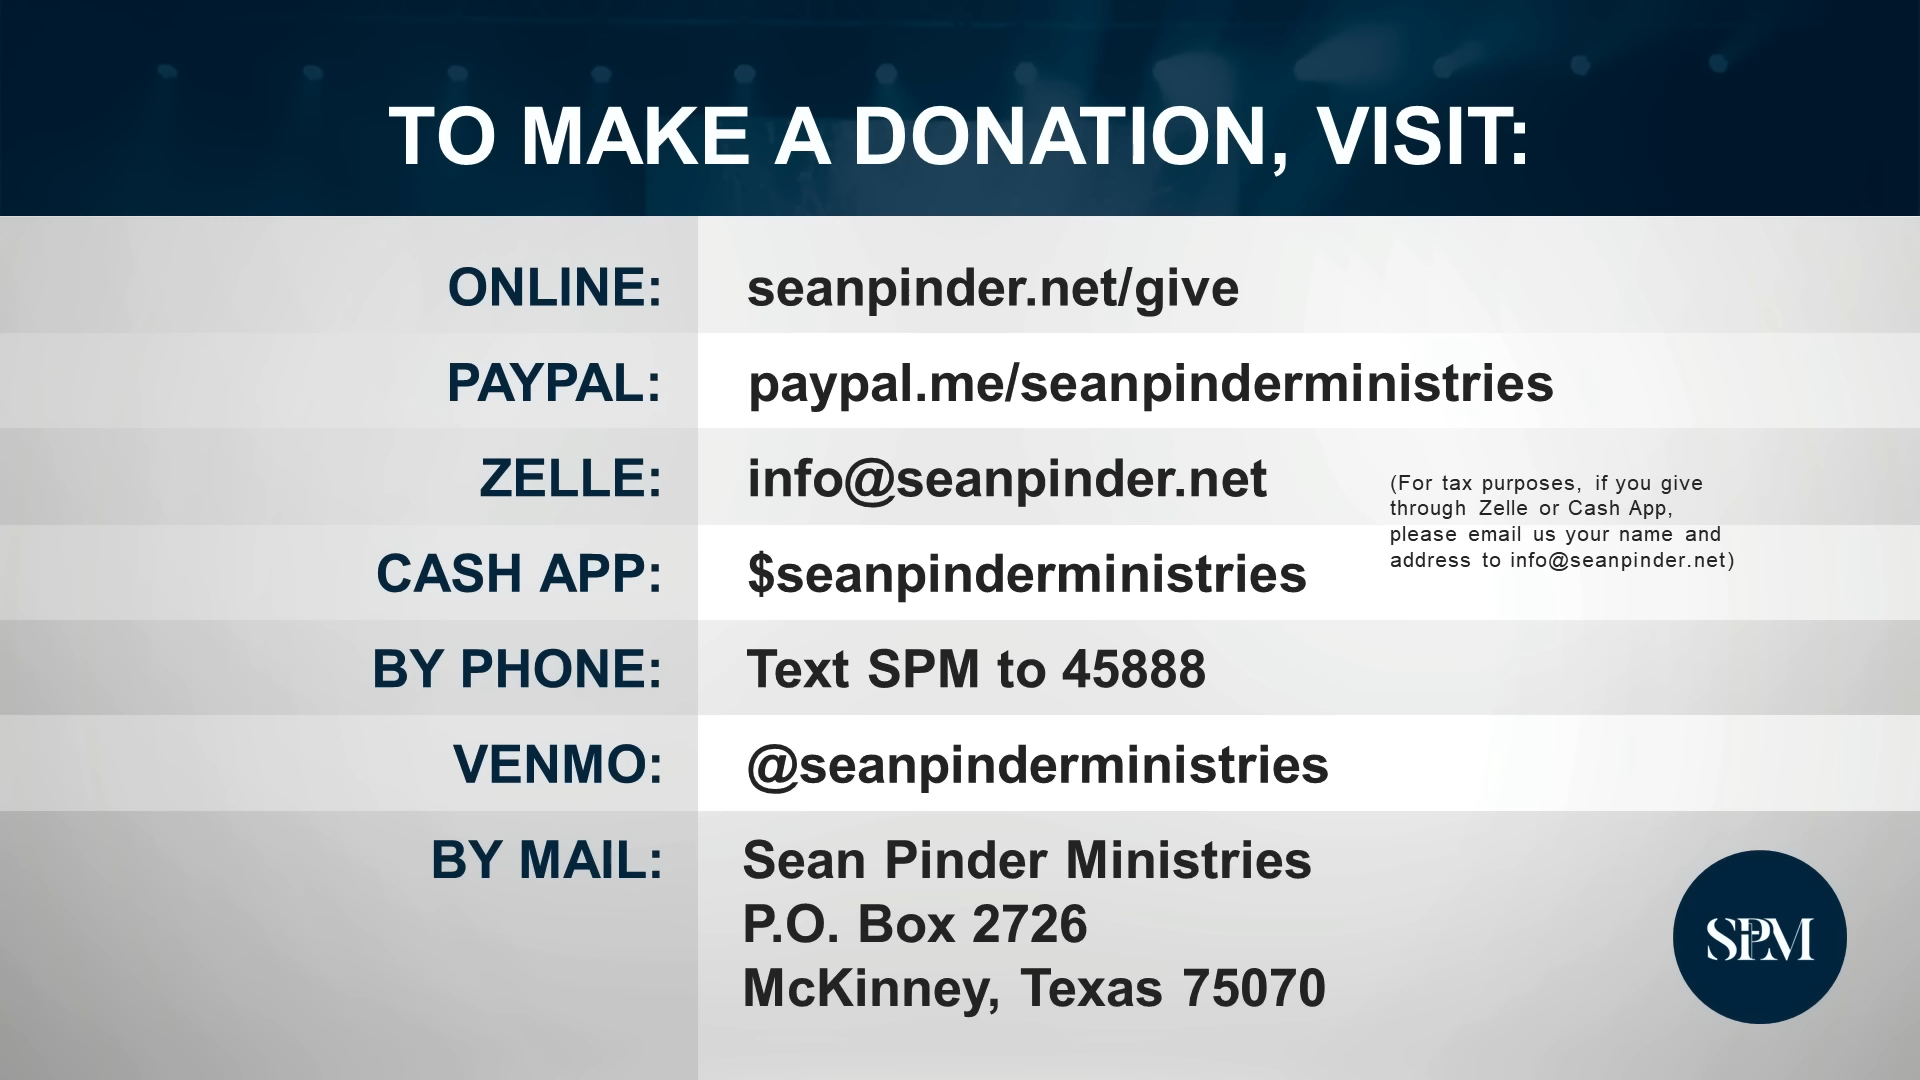 TO MAKE A DONATION, VISIT:
ONLINE: seanpinder.net/give
PAYPAL: paypal.me/seanpinderministries
ZELLE: info@seanpinder.net
(For tax purposes, if you give
through Zelle or Cash App,
please email us your name and
address to info@seanpinder.net)
CASH APP: $seanpinderministries
BY PHONE: Text SPM to 45888
VENMO: @seanpinderministries
BY MAIL: Sean Pinder Ministries
P.O. Box 2726
McKinney, Texas 75070
SPM